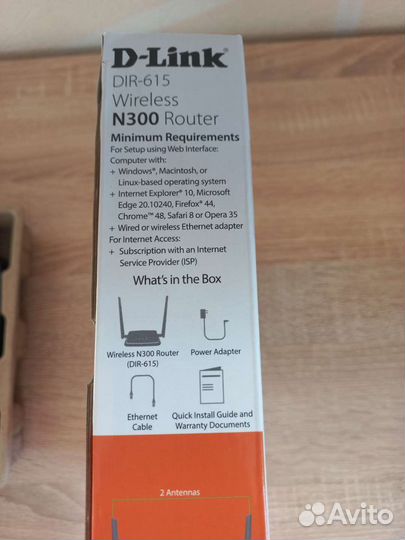 D-Link
DIR-615
Wireless
N300 Router
Minimum Requirements
For Setup using Web Interface:
Computer with:
+ Windows®, Macintosh, or
Linux-based operating system
+ Internet Explorer® 10, Microsoft
Edge 20.10240, Firefox® 44,
Chrome™ 48, Safari 8 or Opera 35
+ Wired or wireless Ethernet adapter
For Internet Access:
+ Subscription with an Internet
Service Provider (ISP)
What's in the Box
Wireless N300 Router
(DIR-615)
Power Adapter
Ethernet
Cable
Quick Install Guide and
Warranty Documents
2 Antennas
Avito